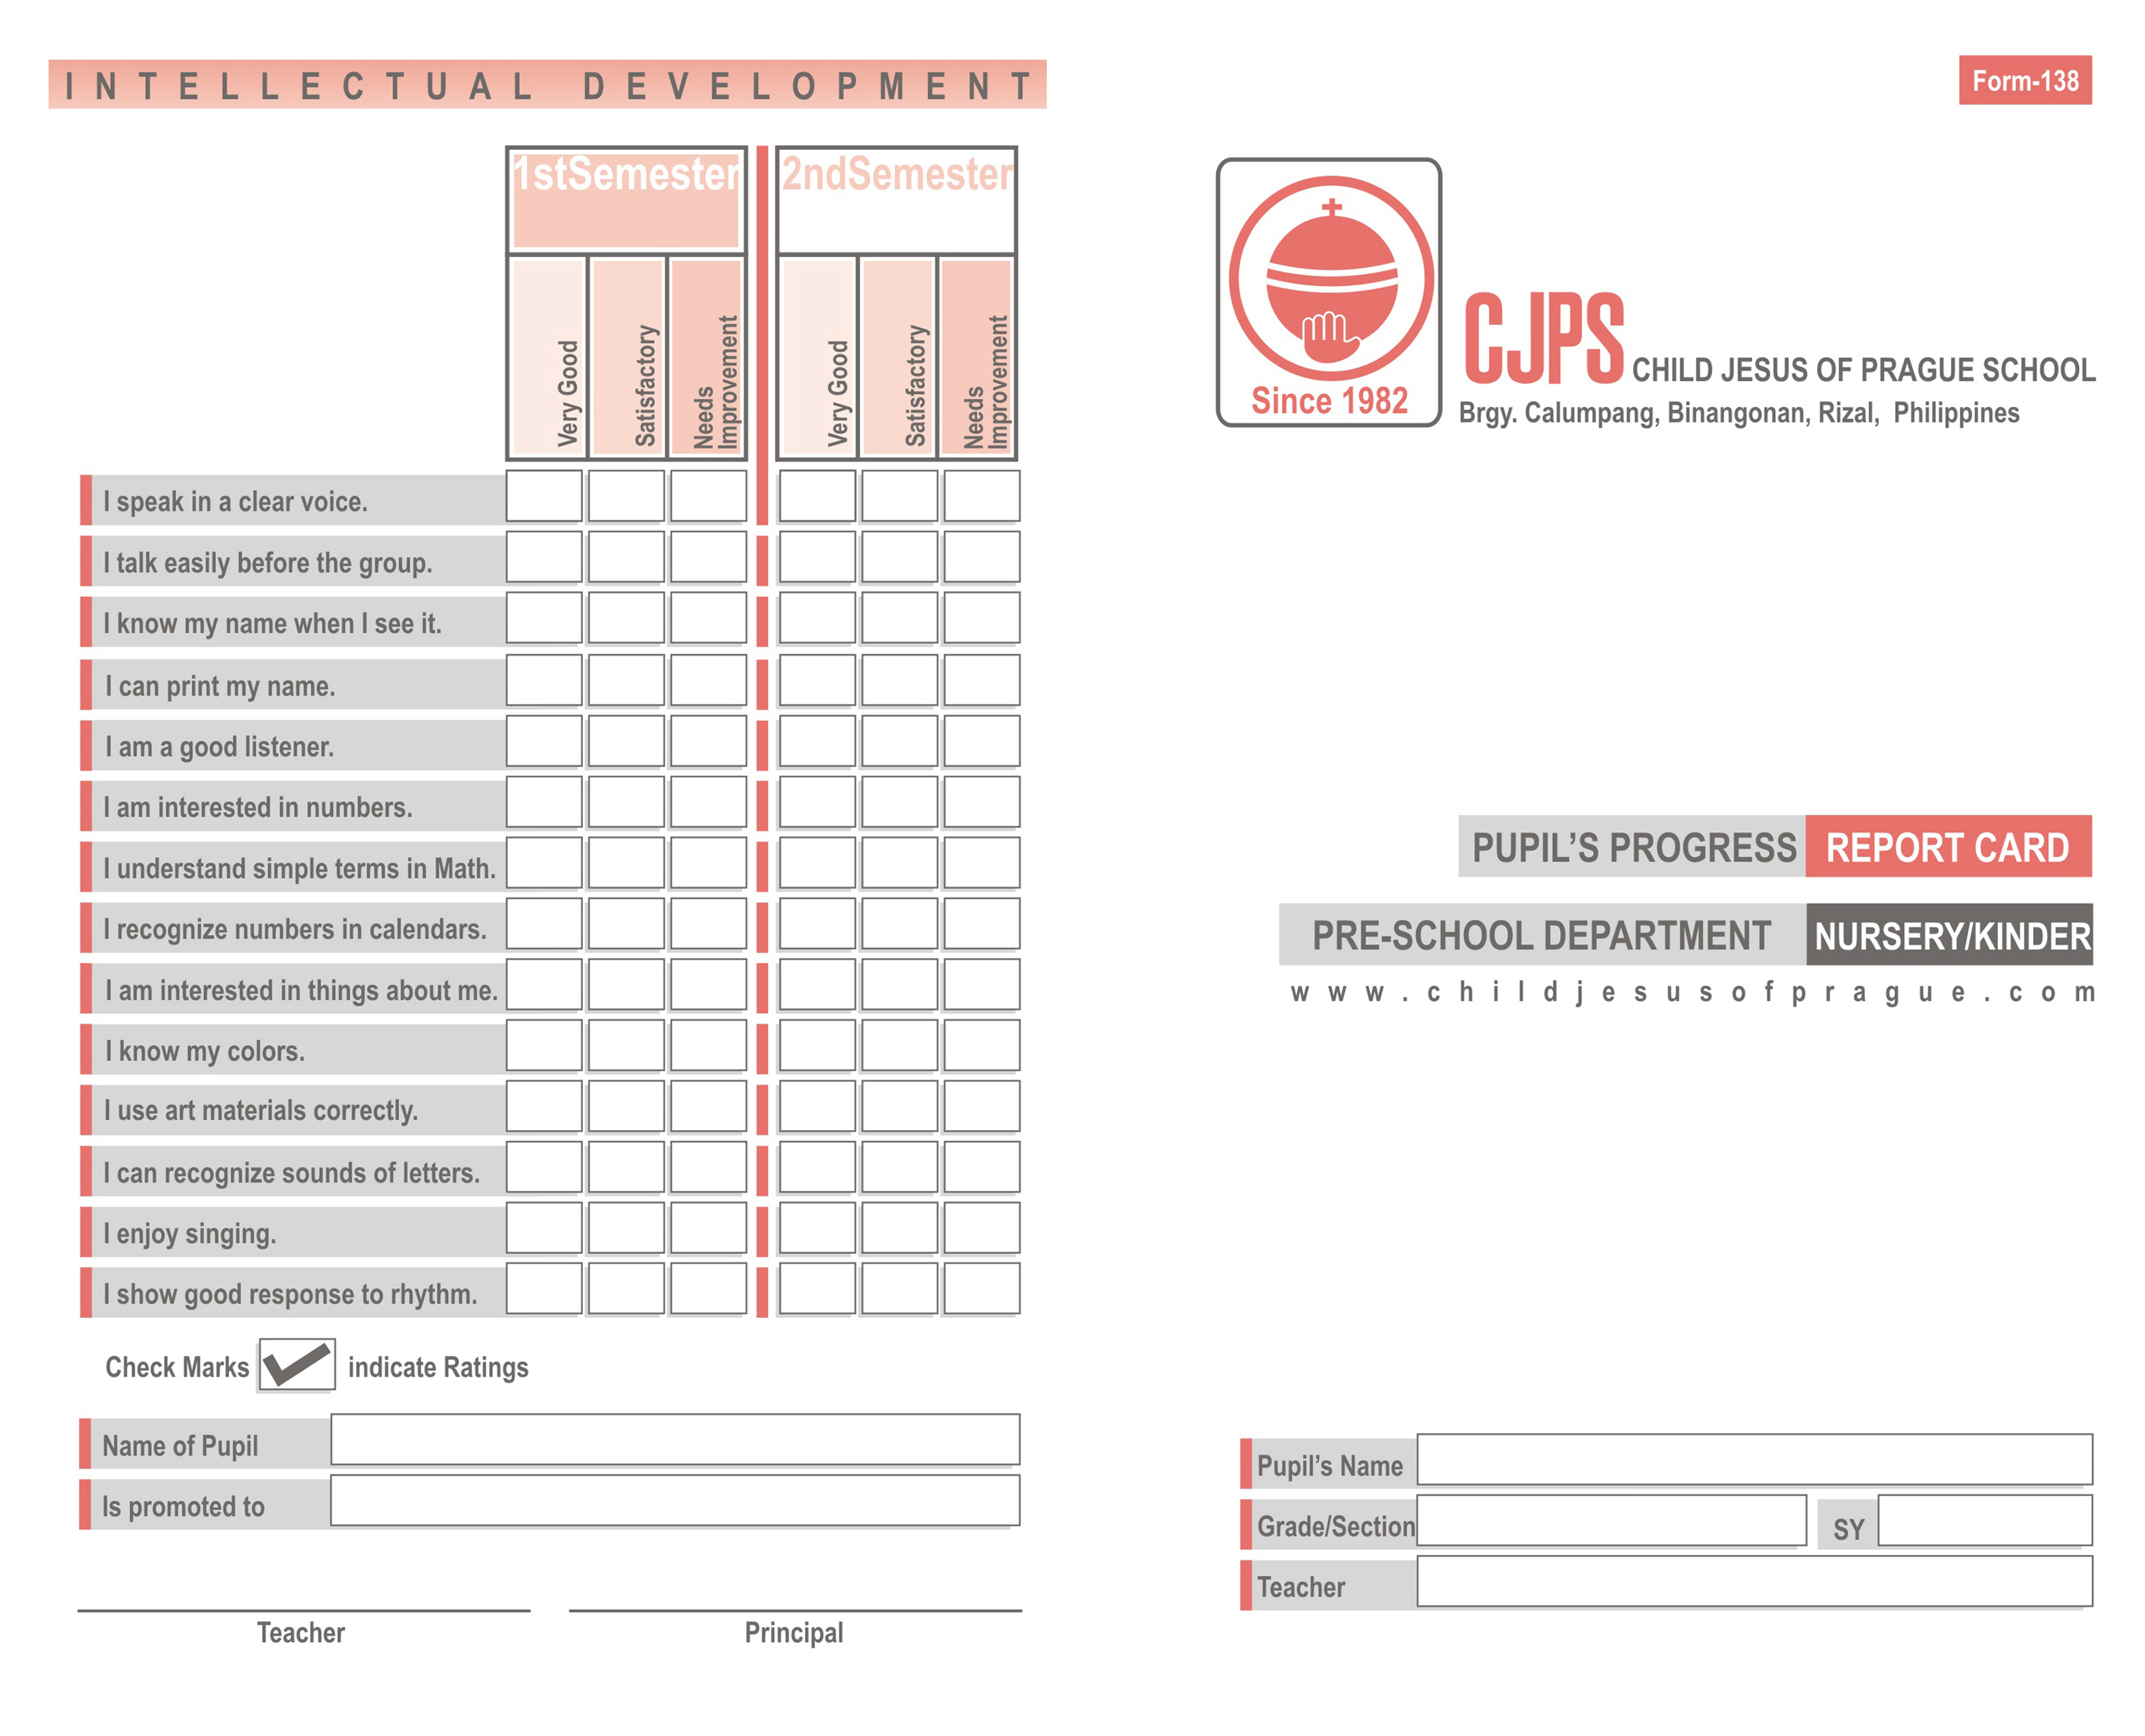 INTELLECTUAL DEVELOPMENT
1stSemester 2ndSemester
Very Good
Satisfactory
Needs
Improvement
Very Good
Satisfactory
Needs
Improvement
I speak in a clear voice.
I talk easily before the group.
I know my name when I see it.
I can print my name.
I am a good listener.
I am interested in numbers.
I understand simple terms in Math.
I recognize numbers in calendars.
I am interested in things about me.
I know my colors.
I use art materials correctly.
I can recognize sounds of letters.
I enjoy singing.
I show good response to rhythm.
Check Marks indicate Ratings
Name of Pupil
Is promoted to
Teacher Principal
Form-138
Since 1982
CJPS CHILD JESUS OF PRAGUE SCHOOL
Brgy. Calumpang, Binangonan, Rizal, Philippines
PUPIL’S PROGRESS REPORT CARD
PRE-SCHOOL DEPARTMENT NURSERY/KINDER
www.childjesusofprague.com
Pupil’s Name
Grade/Section SY
Teacher